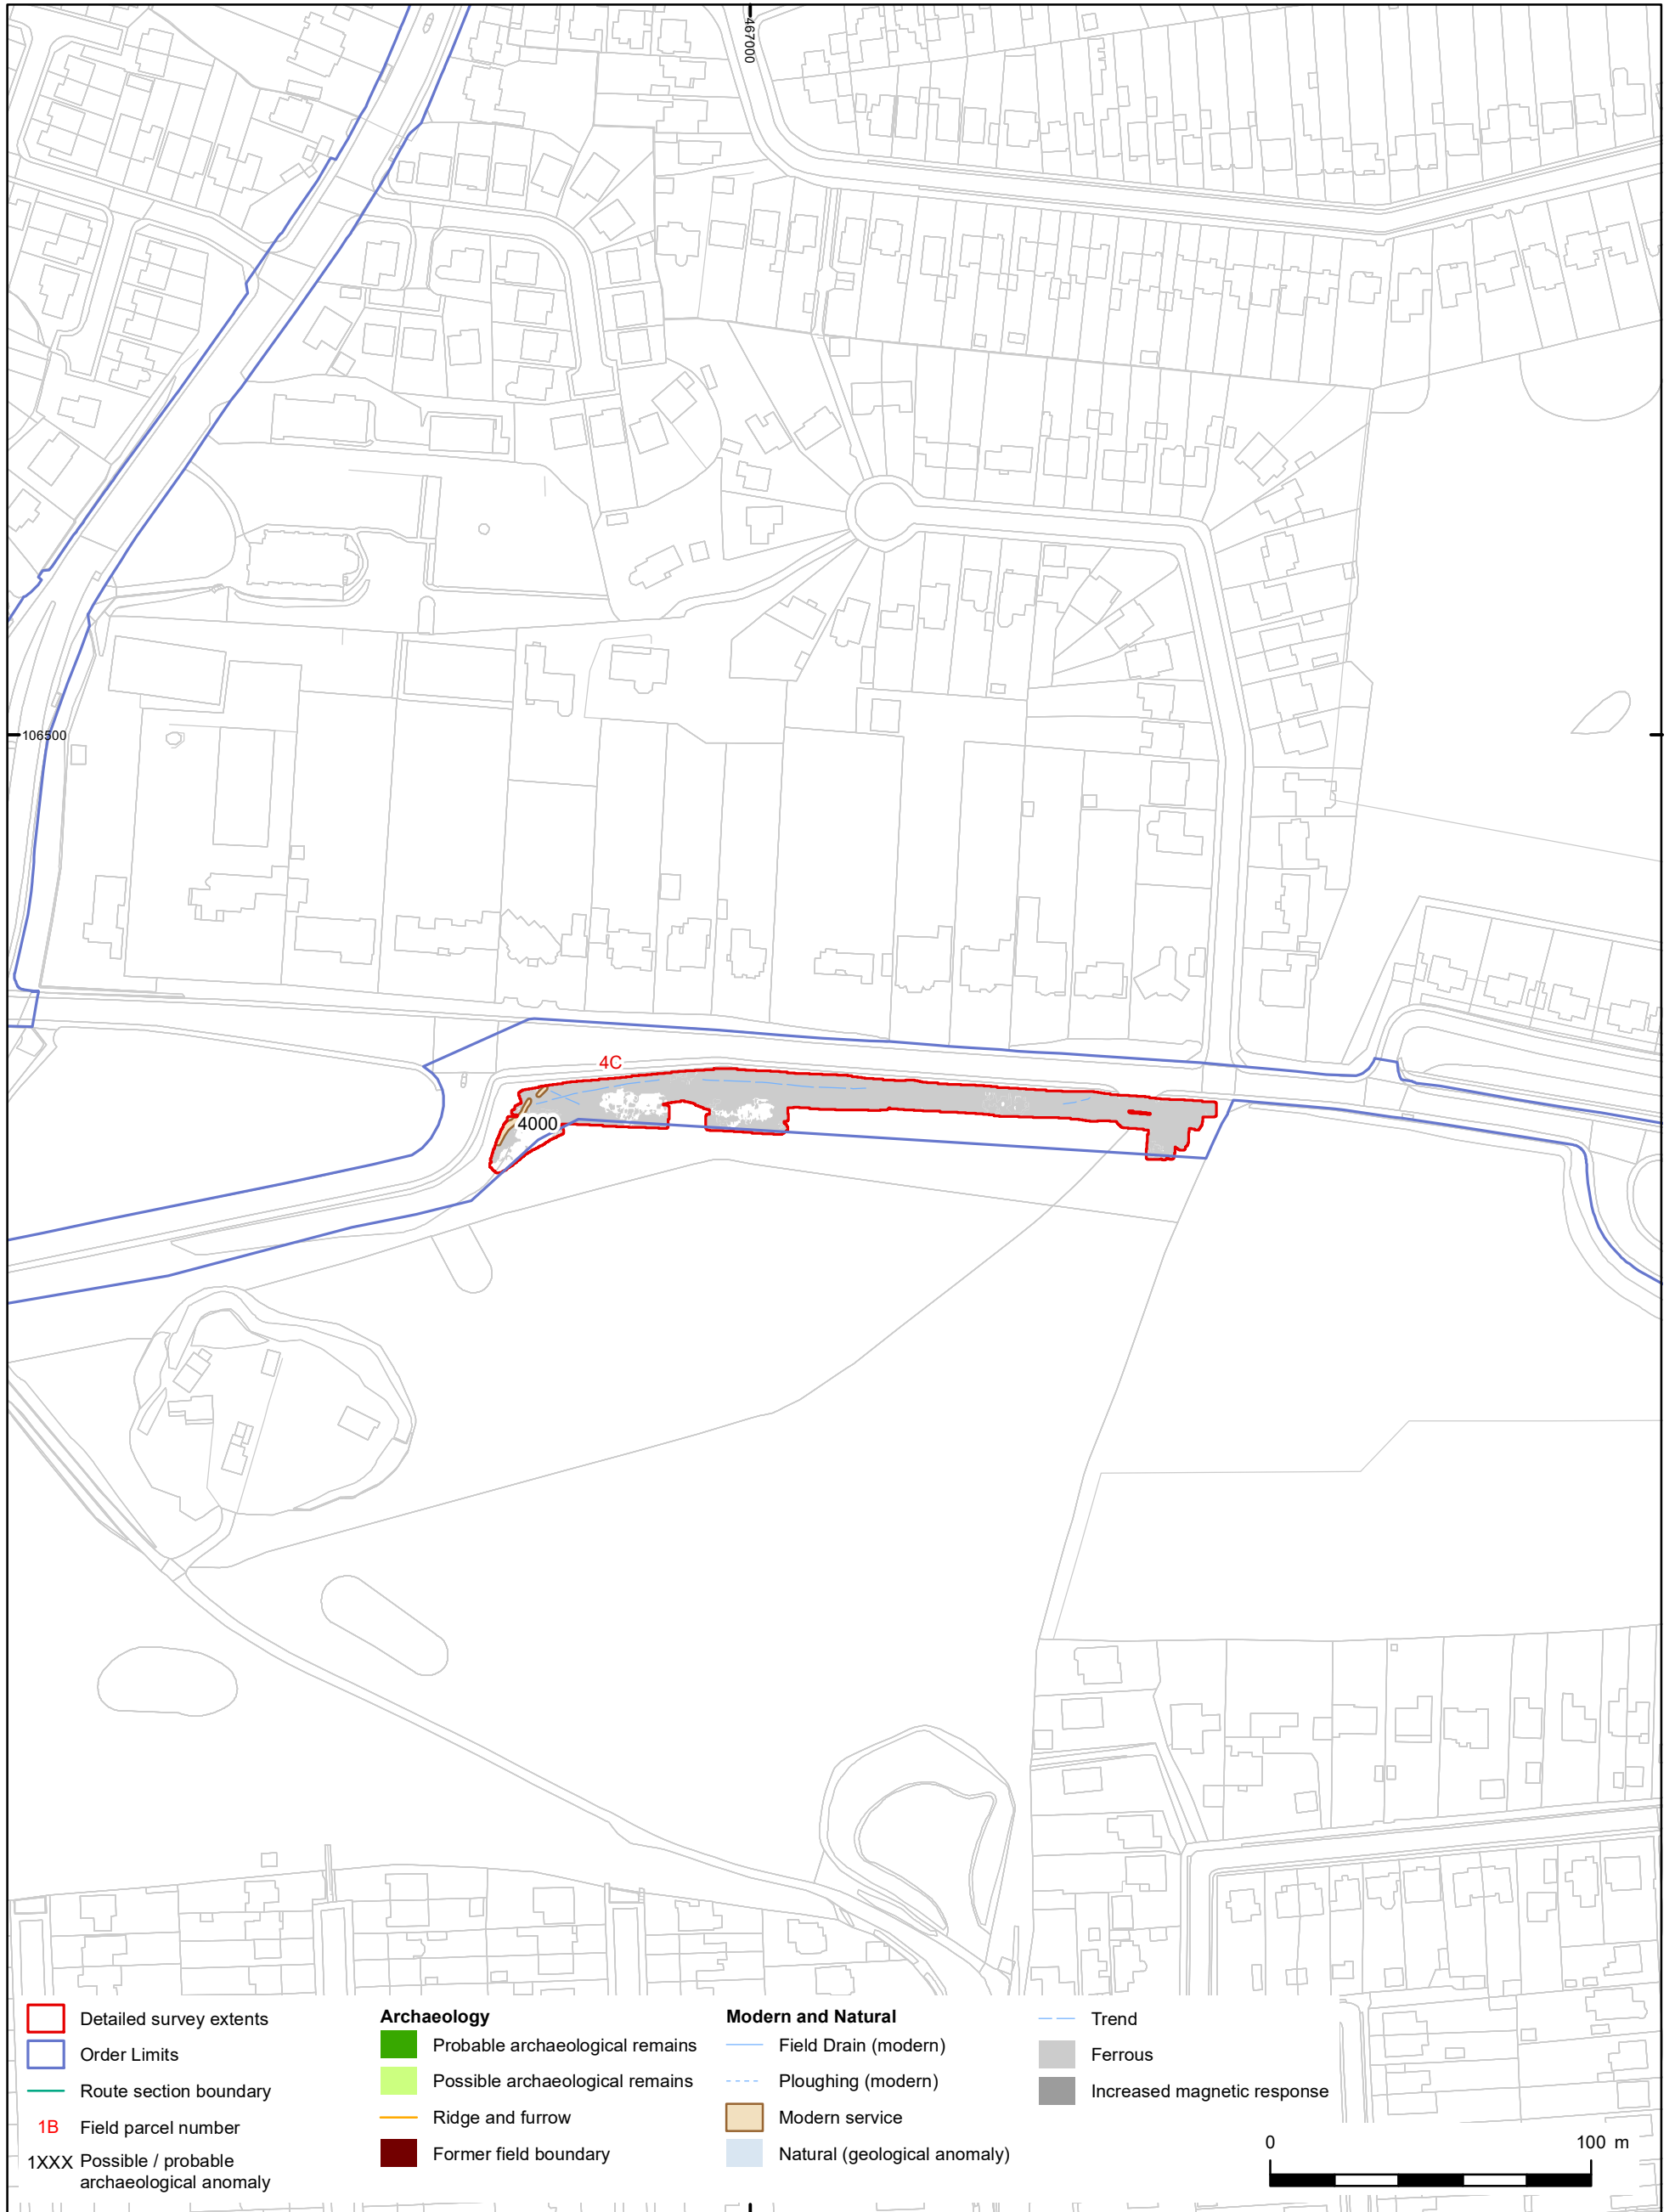 467000
106500
4C
4000
Detailed survey extents
Order Limits
Route section boundary
1B Field parcel number
1XXX Possible / probable
archaeological anomaly
Archaeology
Probable archaeological remains
Possible archaeological remains
Ridge and furrow
Former field boundary
Modern and Natural
Field Drain (modern)
Ploughing (modern)
Modern service
Natural (geological anomaly)
Trend
Ferrous
Increased magnetic response
0 100 m